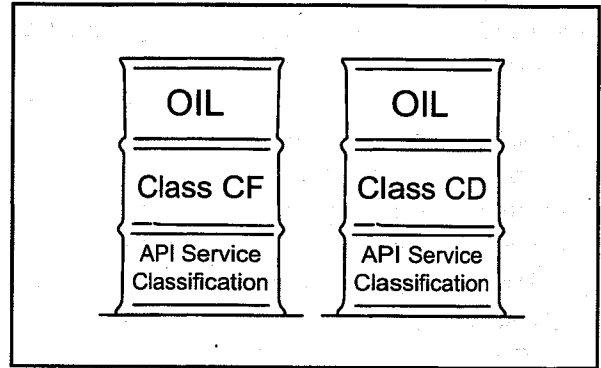 OIL
Class CF
API Service
Classification
OIL
Class CD
API Service
Classification